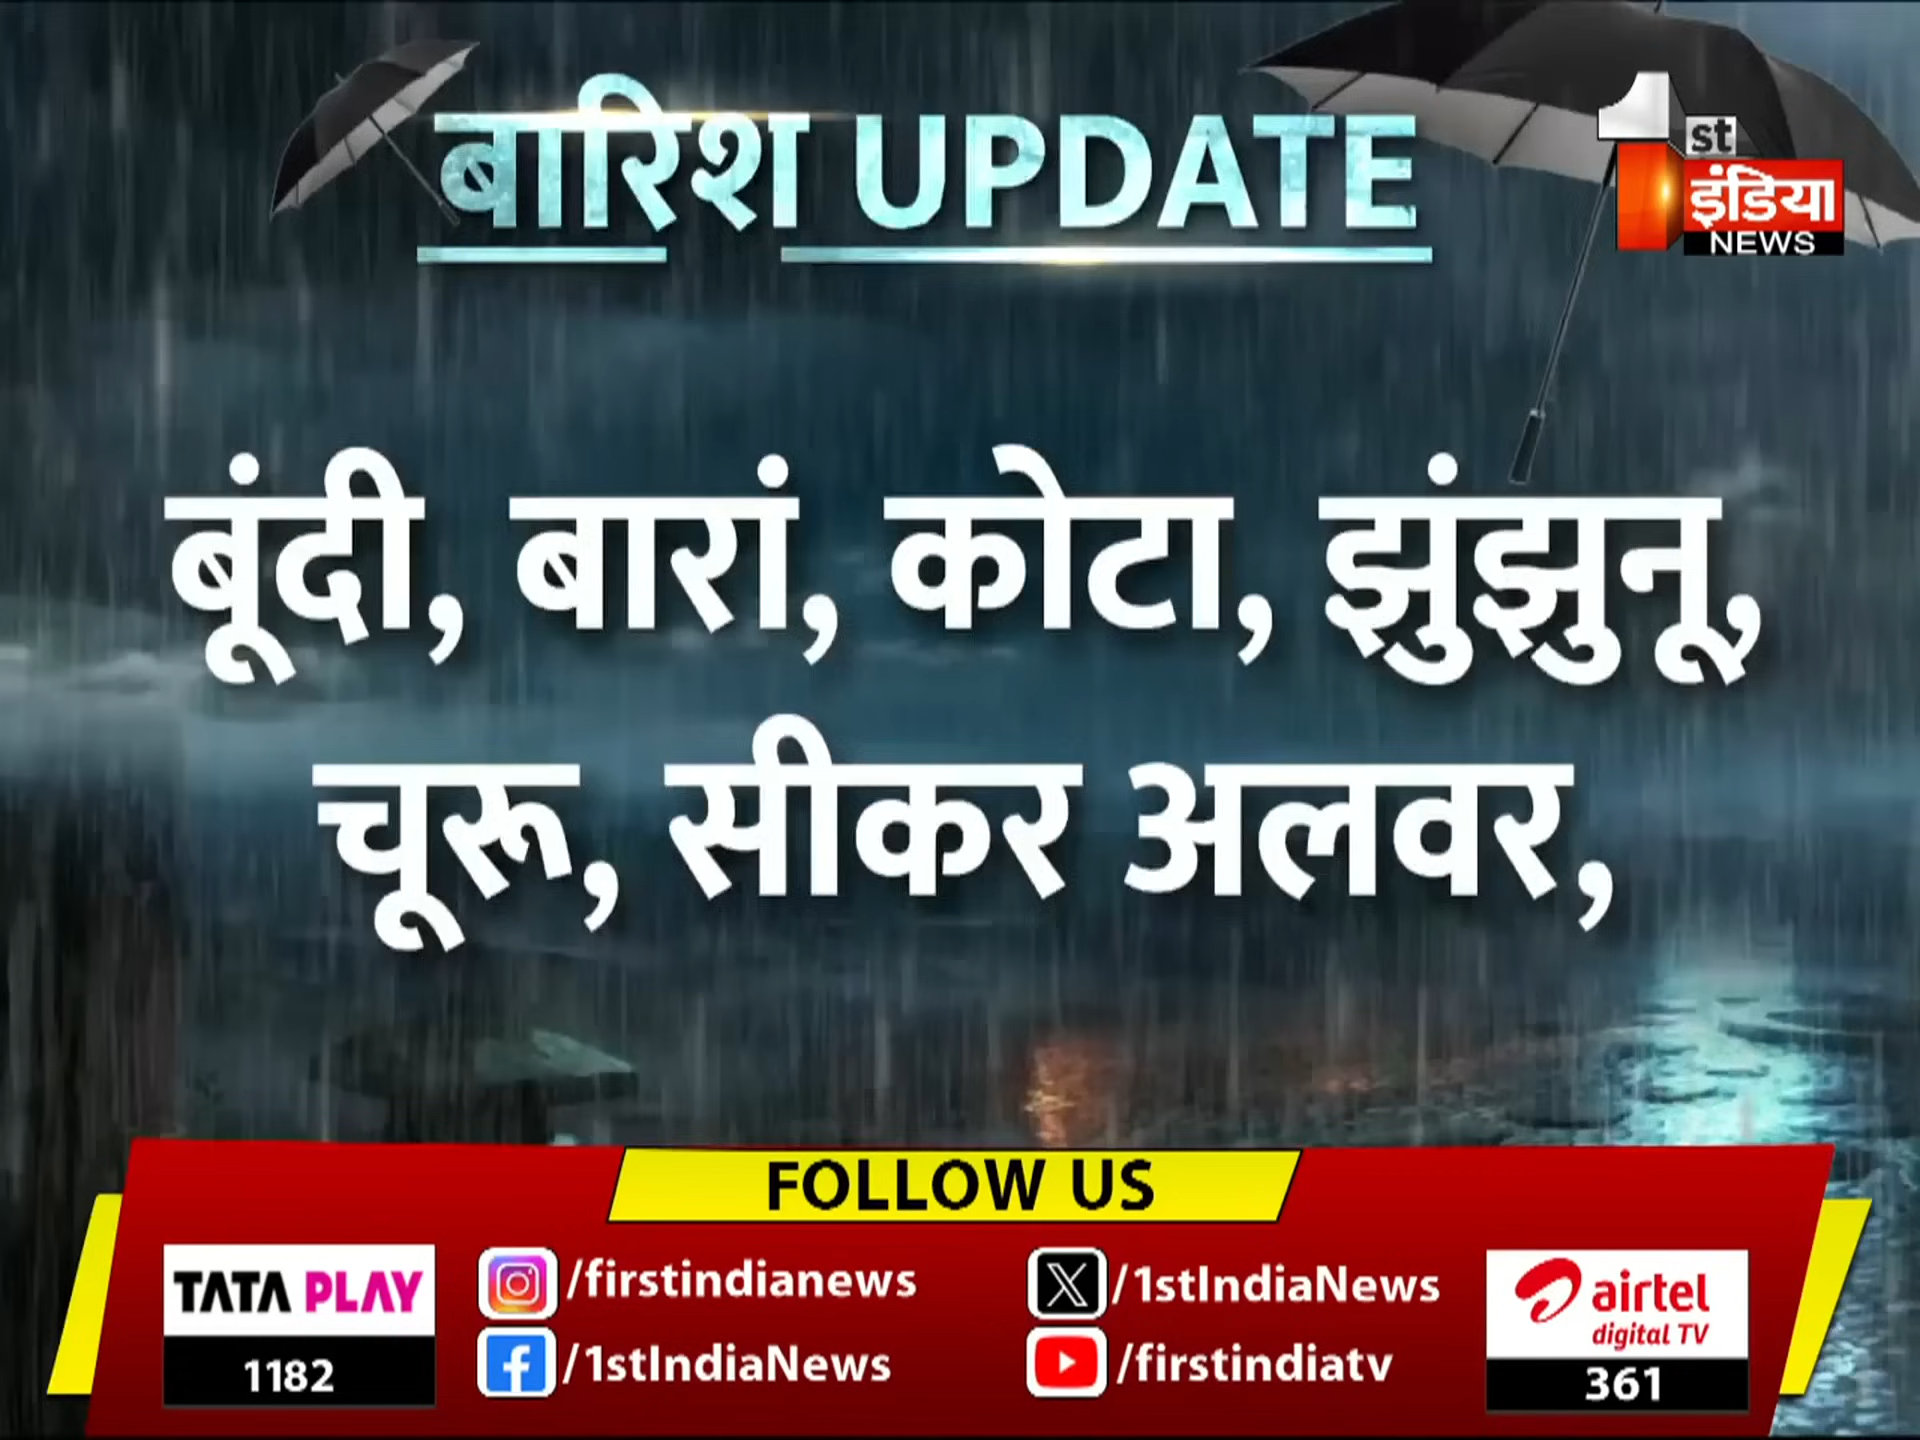 बारिश UPDATE
1st
इंडिया
NEWS
बूंदी, बारां, कोटा, झुंझुनू,
चूरू, सीकर अलवर,
FOLLOW US
TATA PLAY
1182
/firstindianews
/1stIndiaNews
/1stIndiaNews
/firstindiatv
airtel
digital TV
361